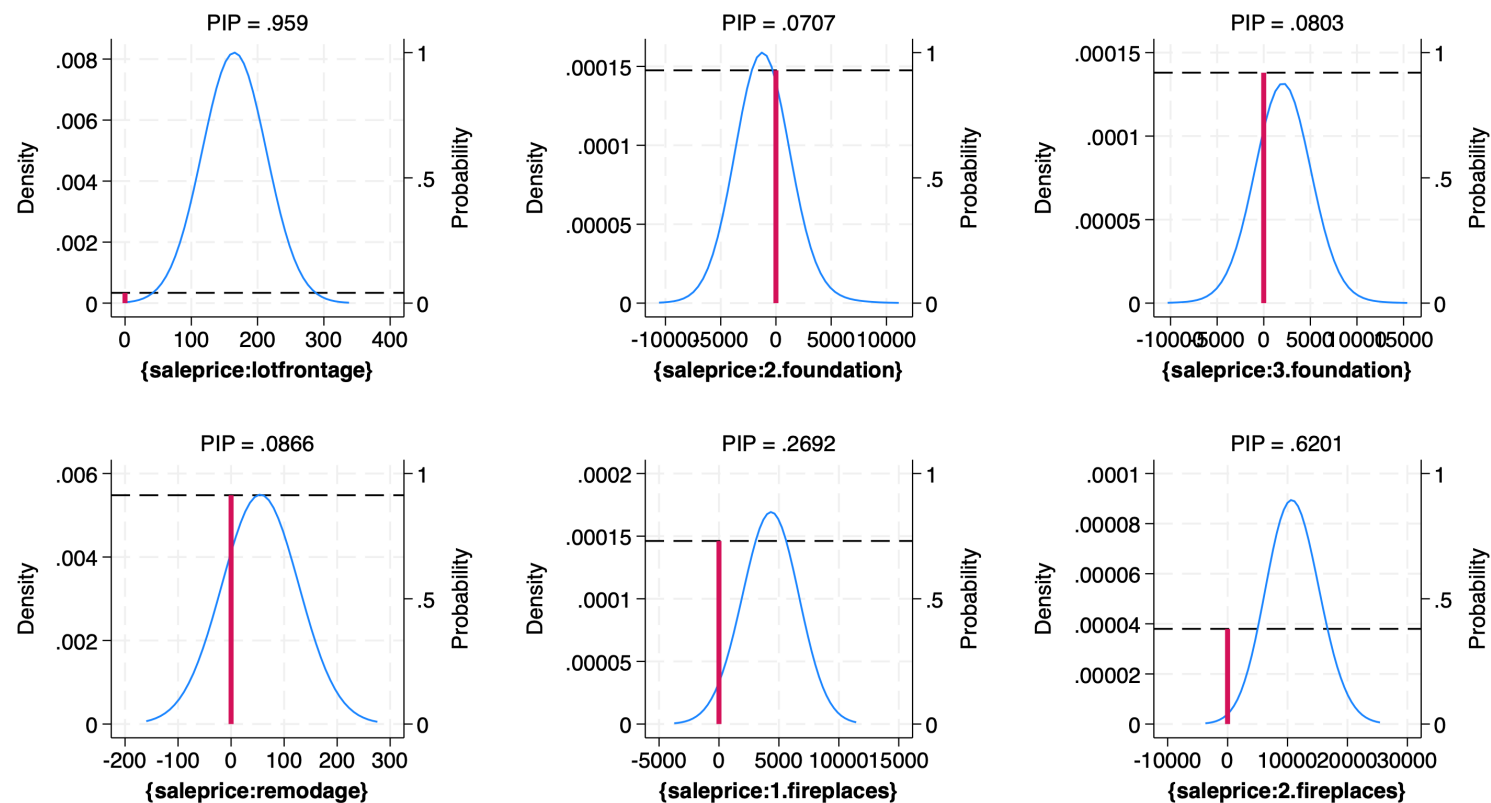 PIP = .959
.008
.006
.004
.002
0
Density
1
.5
0
Probability
0 100 200 300 400
{saleprice:lotfrontage}
PIP = .0707
.00015
.0001
.00005
0
Density
1
.5
0
Probability
-10000 -5000 0 5000 10000
{saleprice:2.foundation}
PIP = .0803
.00015
.0001
.00005
0
Density
1
.5
0
Probability
-10000 -5000 0 5000 10000 15000
{saleprice:3.foundation}
PIP = .0866
.006
.004
.002
0
Density
1
.5
0
Probability
-200 -100 0 100 200 300
{saleprice:remodage}
PIP = .2692
.0002
.00015
.0001
.00005
0
Density
1
.5
0
Probability
-5000 0 5000 10000 15000
{saleprice:1.fireplaces}
PIP = .6201
.0001
.00008
.00006
.00004
.00002
0
Density
1
.5
0
Probability
-10000 0 10000 20000 30000
{saleprice:2.fireplaces}